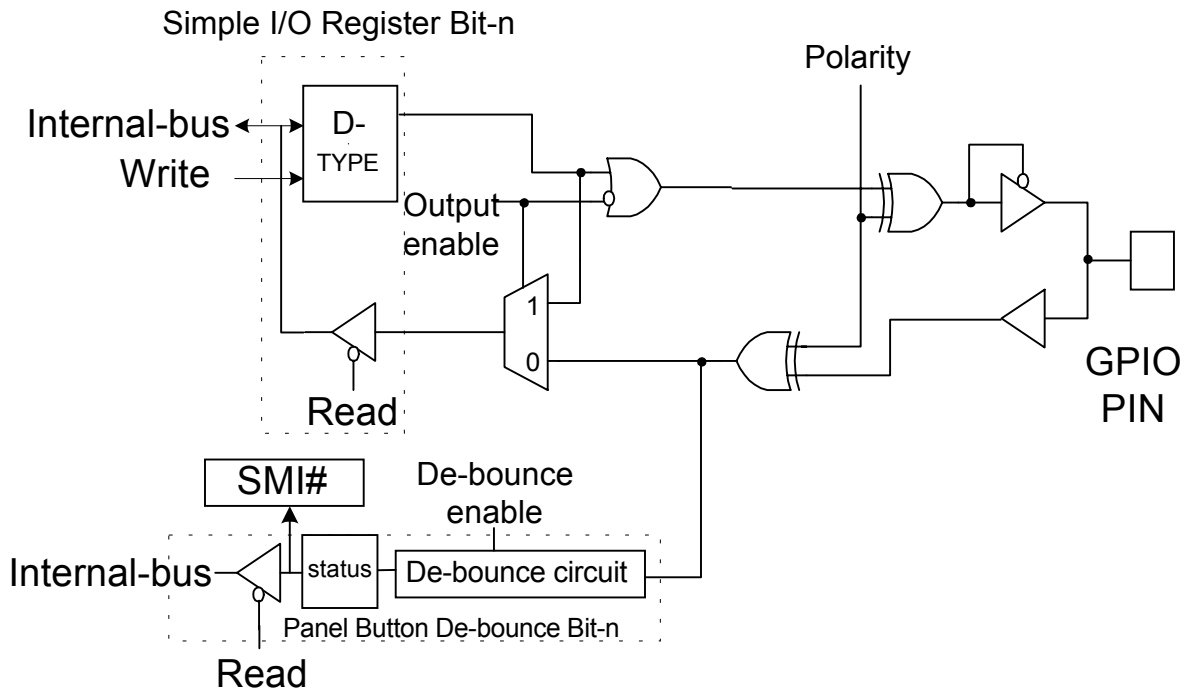 Simple I/O Register Bit-n
Polarity
Internal-bus
Write
D-
TYPE
Output
enable
1
0
Read
GPIO
PIN
SMI#
De-bounce
enable
Internal-bus
status
De-bounce circuit
Panel Button De-bounce Bit-n
Read